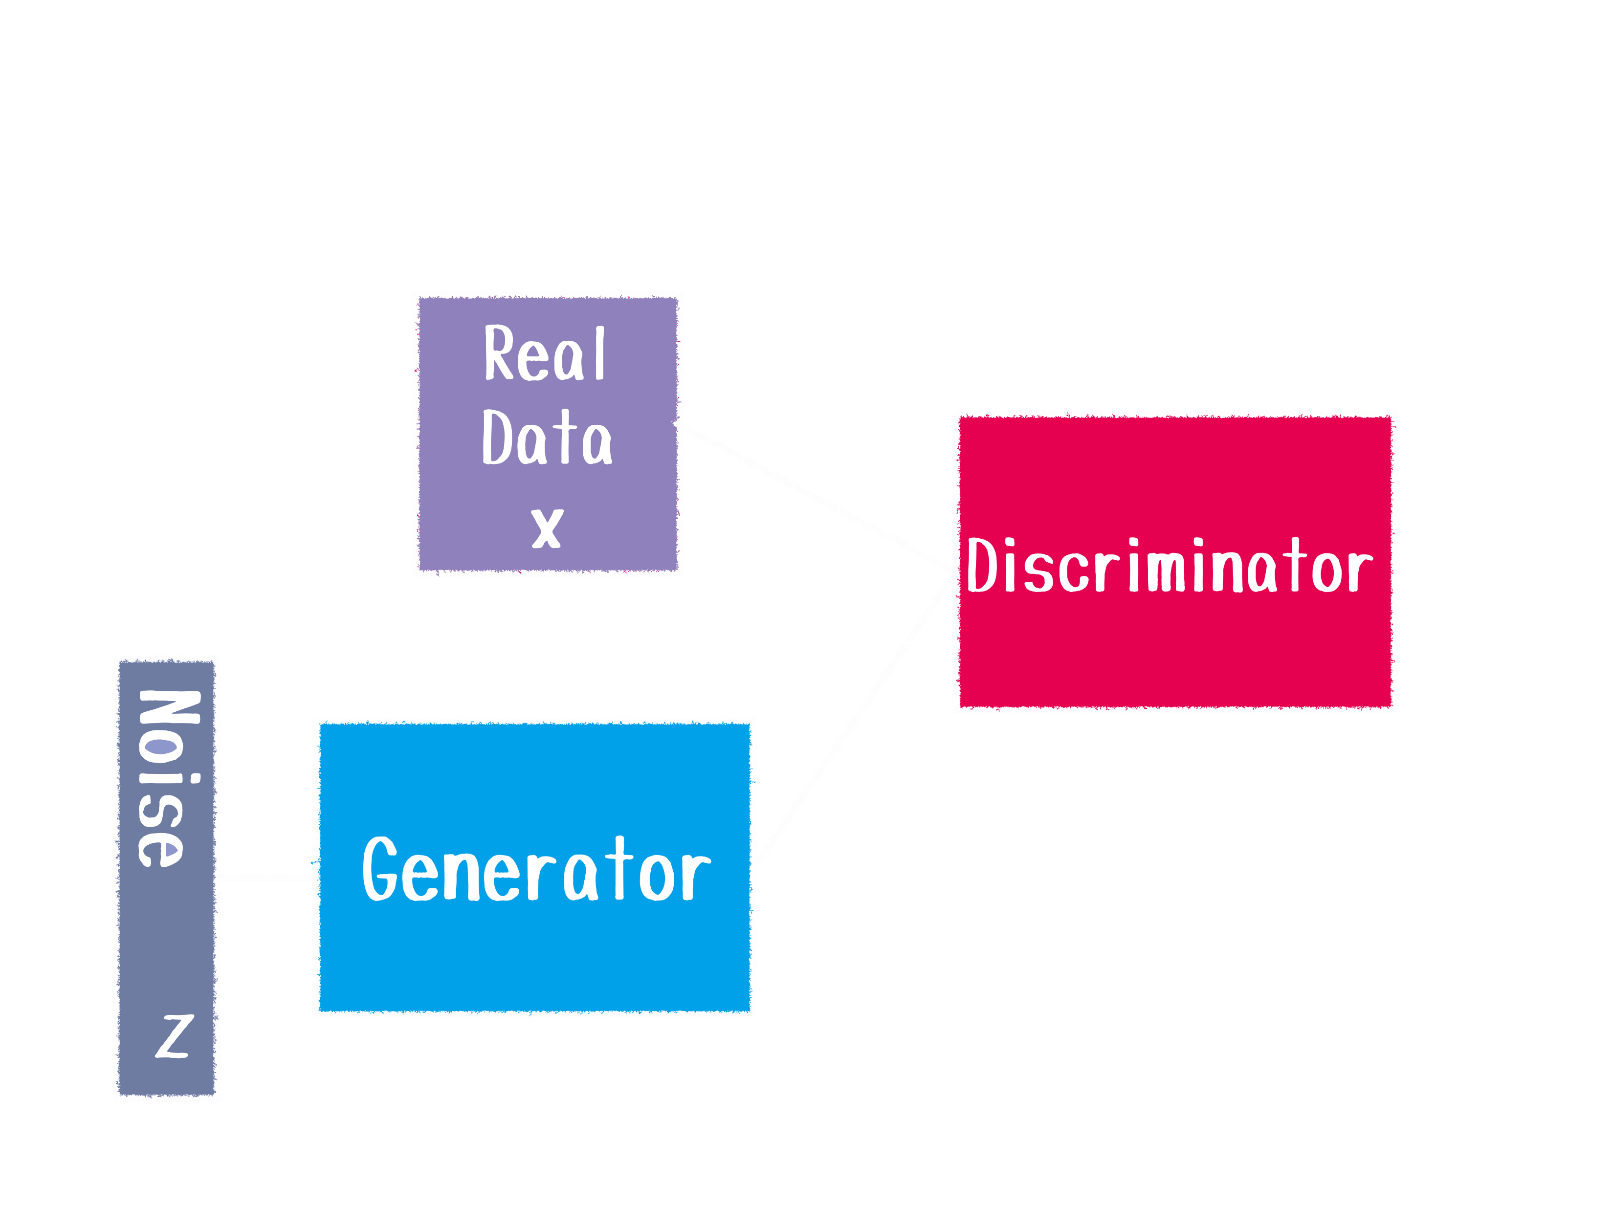 Real
Data
x
Discriminator
Noise z
Generator